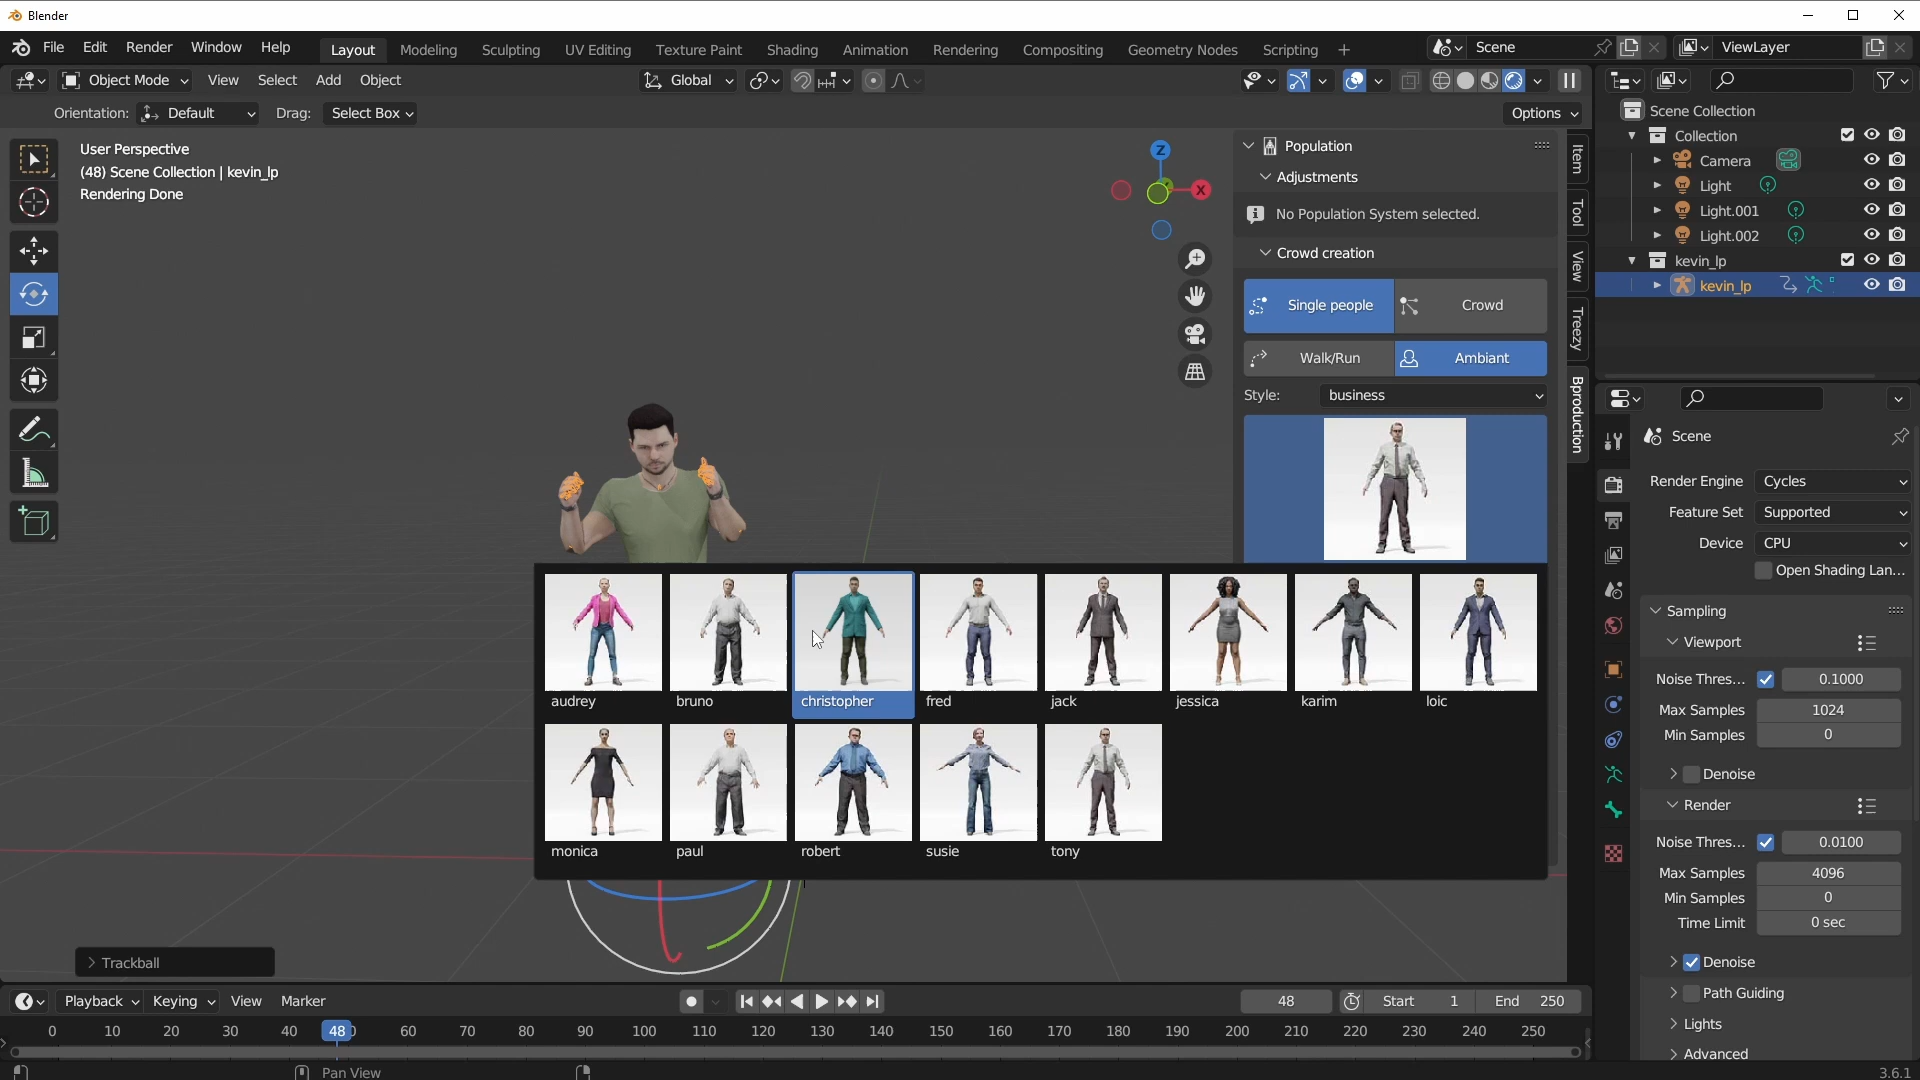 Blender
File Edit Render Window Help Layout Modeling Sculpting UV Editing Texture Paint Shading Animation Rendering Compositing Geometry Nodes Scripting + Scene ViewLayer
Object Mode View Select Add Object Global
Orientation: Default Drag: Select Box Options
User Perspective
(48) Scene Collection | kevin_lp
Rendering Done
Z
X
Population
Adjustments
No Population System selected.
Crowd creation
Single people Crowd
Walk/Run Ambiant
Style: business
Item
Tool
View
Treezy
Bproduction
audrey bruno christopher fred jack jessica karim loic
monica paul robert susie tony
Trackball
Scene Collection
Collection
Camera
Light
Light.001
Light.002
kevin_lp
kevin_lp
Scene
Render Engine Cycles
Feature Set Supported
Device CPU
Open Shading Lan...
Sampling
Viewport
Noise Thres... 0.1000
Max Samples 1024
Min Samples 0
Denoise
Render
Noise Thres... 0.0100
Max Samples 4096
Min Samples 0
Time Limit 0 sec
Denoise
Path Guiding
Lights
Advanced
Playback Keying View Marker 48 Start 1 End 250
0 10 20 30 40 48 60 70 80 90 100 110 120 130 140 150 160 170 180 190 200 210 220 230 240 250
Pan View 3.6.1